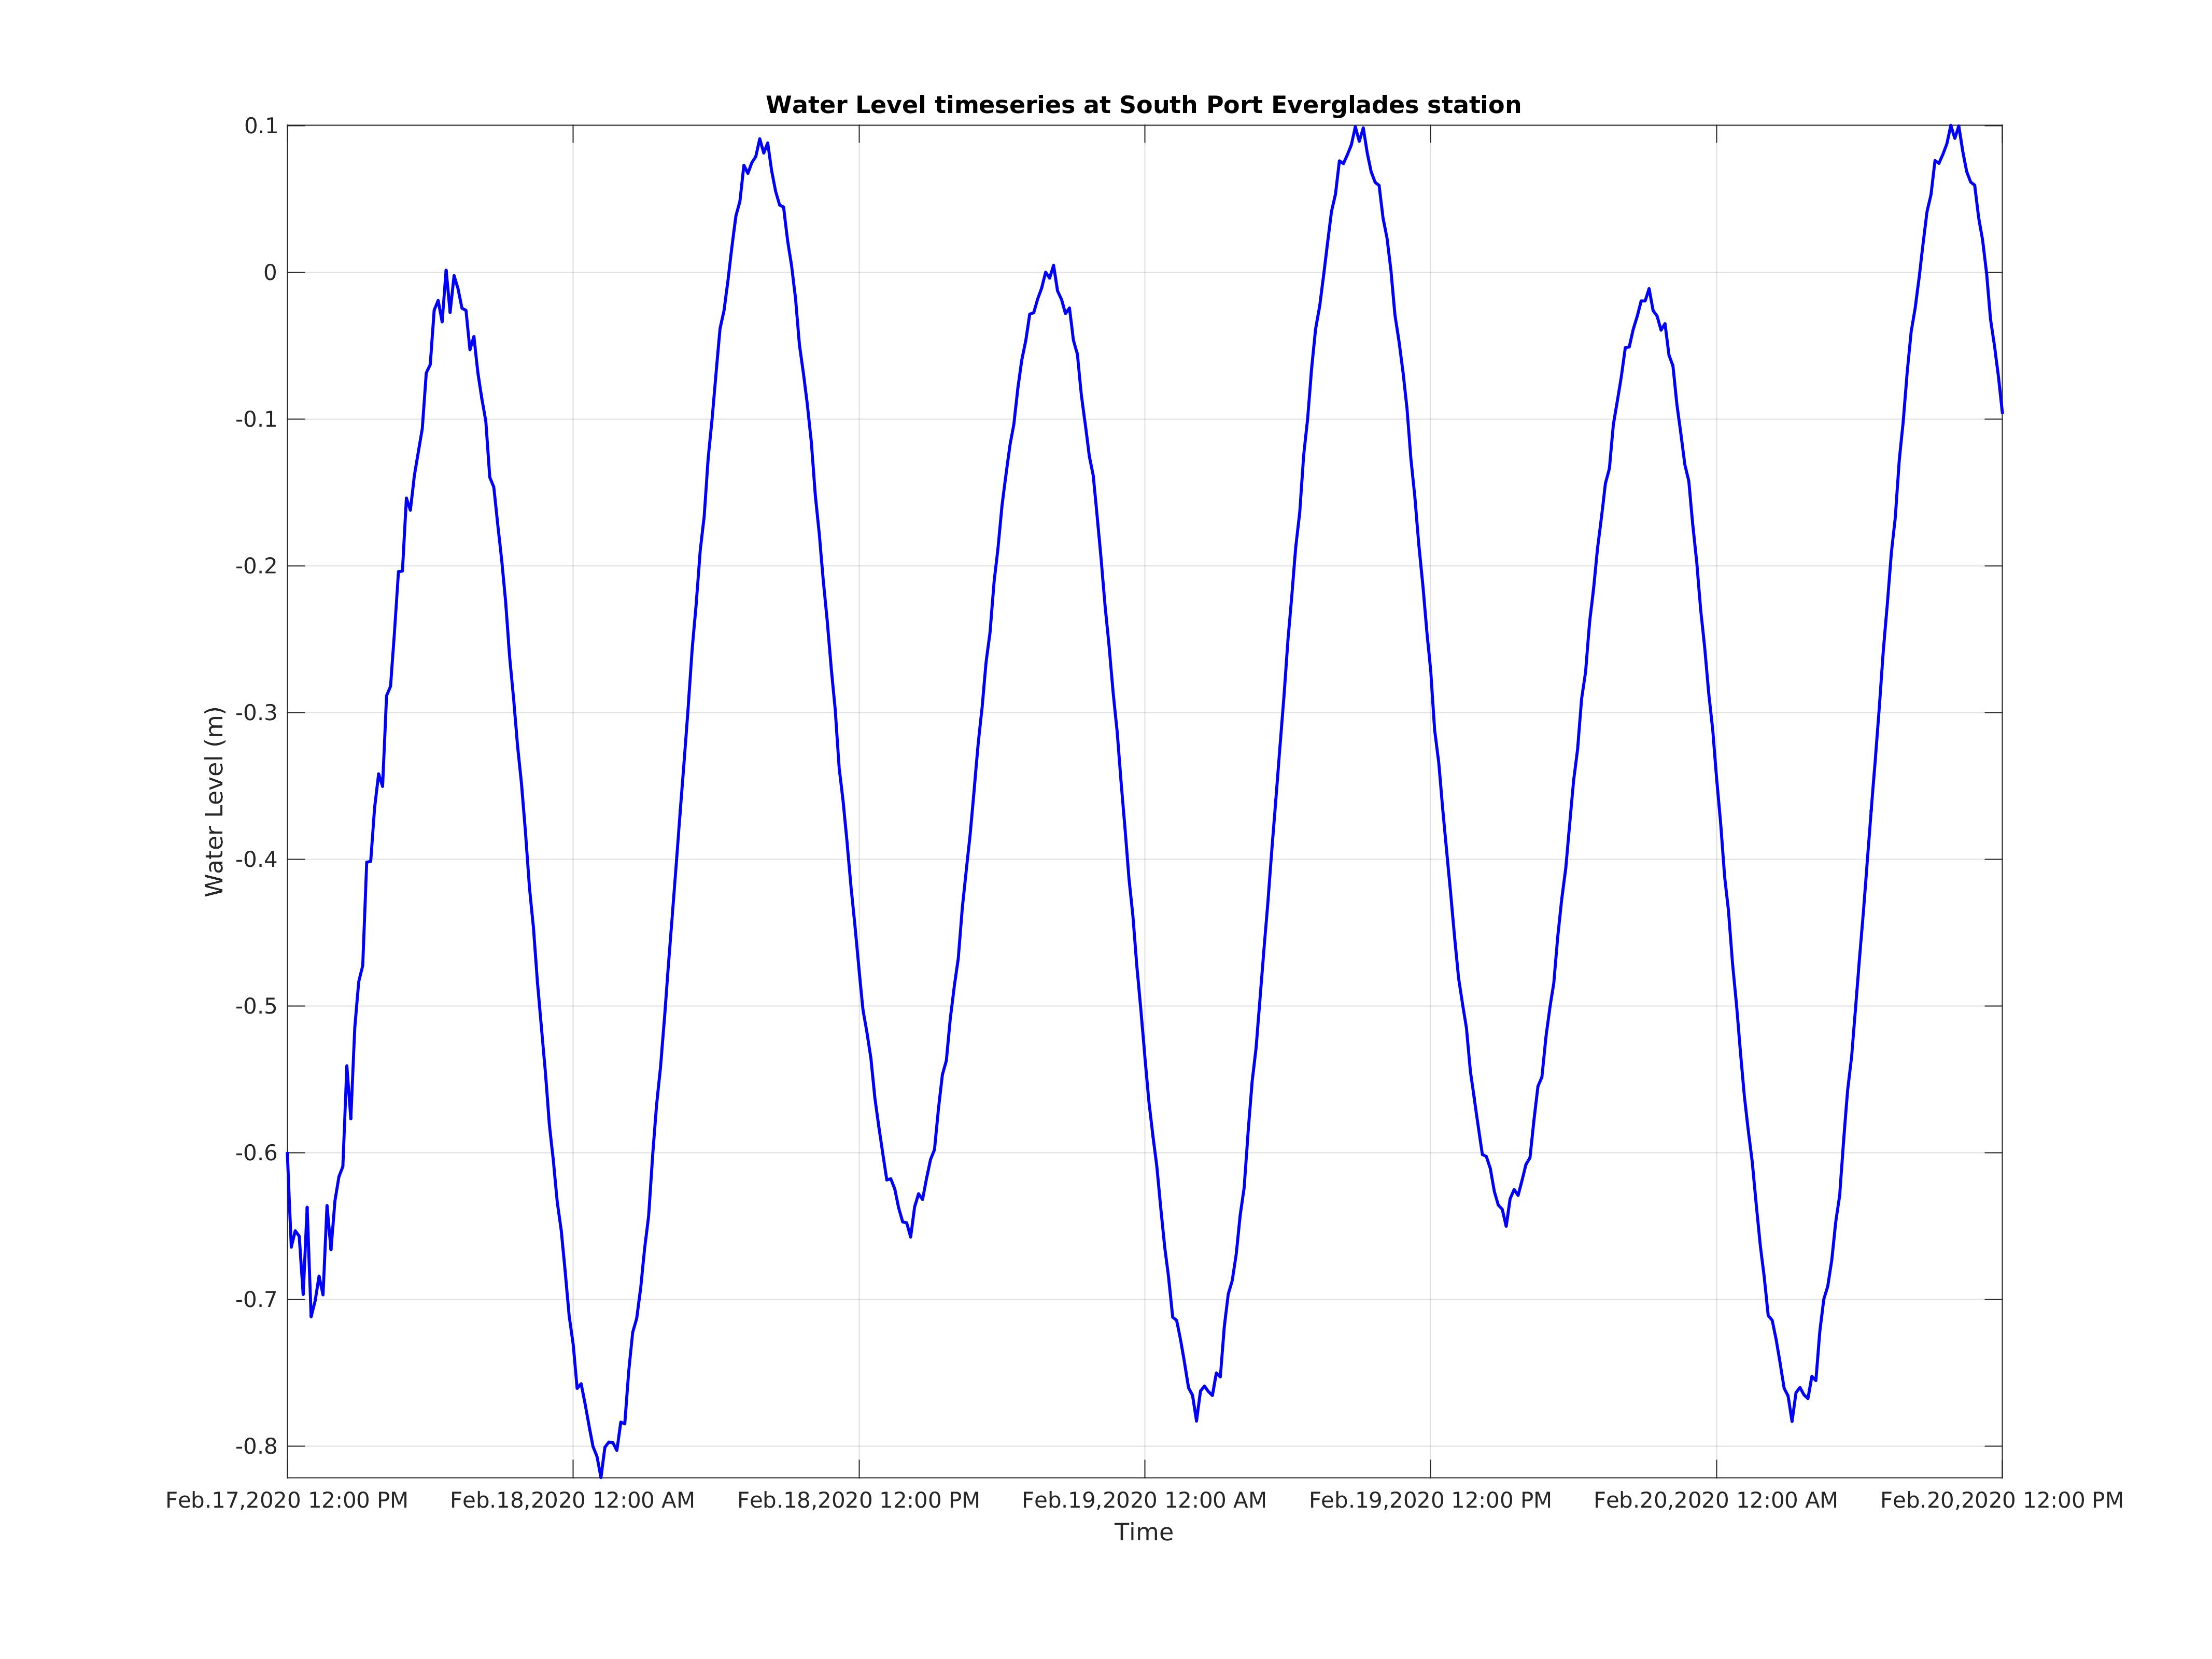 Water Level timeseries at South Port Everglades station
0.1
0
-0.1
-0.2
-0.3
-0.4
-0.5
-0.6
-0.7
-0.8
Water Level (m)
Feb.17,2020 12:00 PM Feb.18,2020 12:00 AM Feb.18,2020 12:00 PM Feb.19,2020 12:00 AM Feb.19,2020 12:00 PM Feb.20,2020 12:00 AM Feb.20,2020 12:00 PM
Time